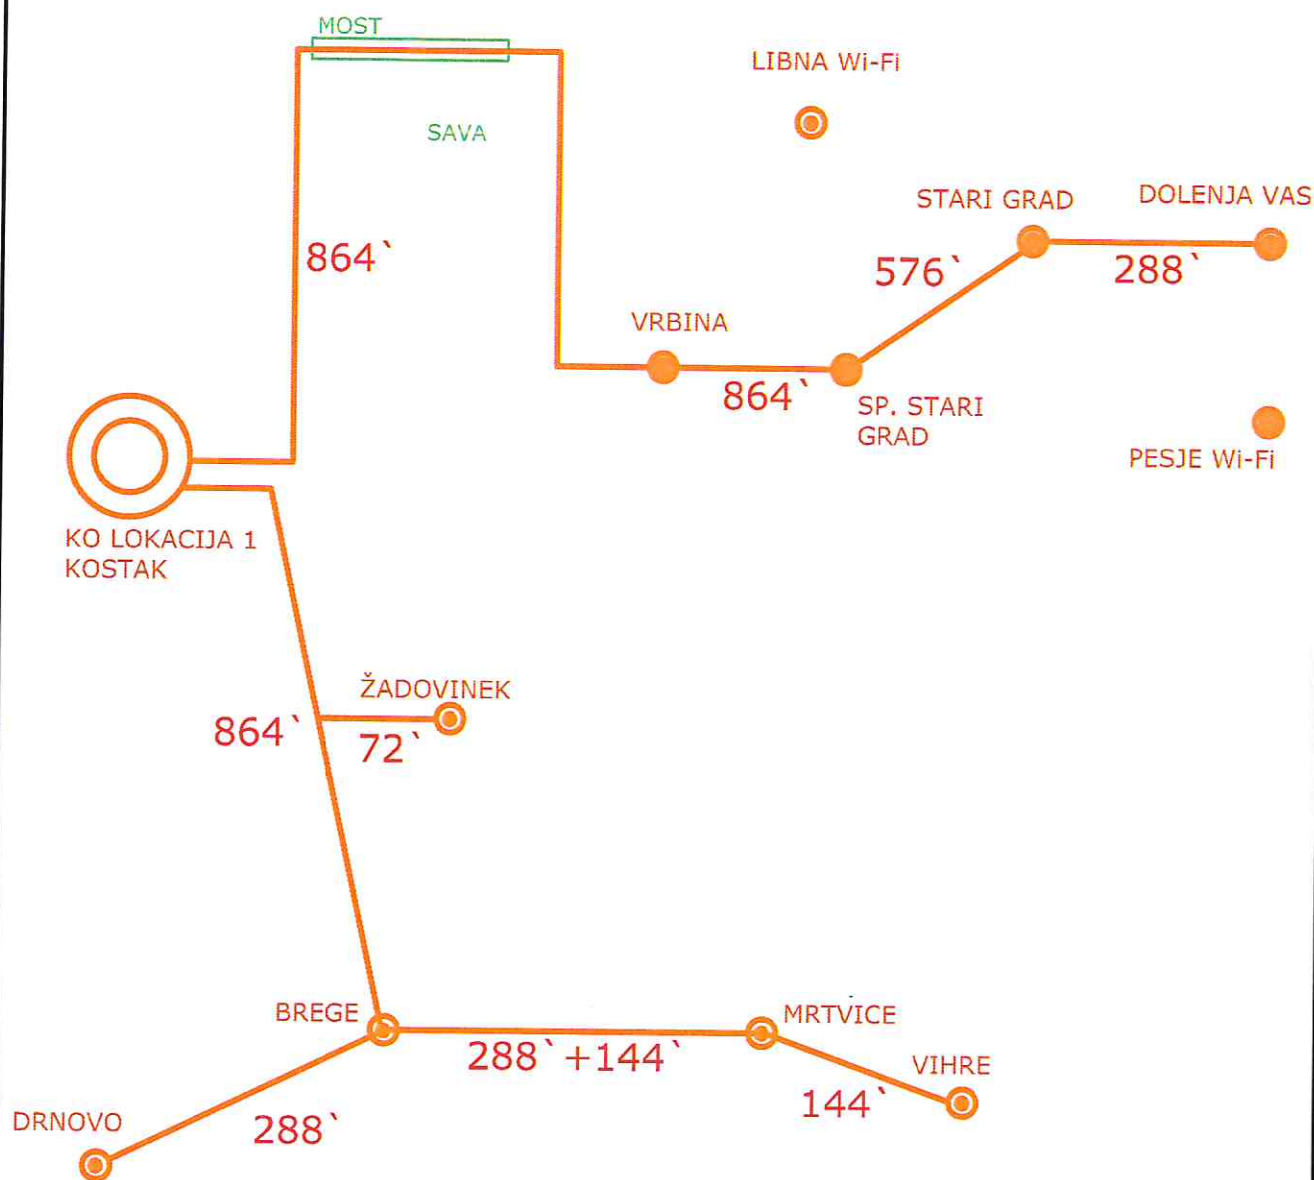 MOST
LIBNA Wi-Fi
SAVA
STARI GRAD
DOLENJA VAS
864`
576`
288`
VRBINA
864`
SP. STARI
GRAD
PESJE Wi-Fi
KO LOKACIJA 1
KOSTAK
ŽADOVINEK
864`
72`
BREGE
MRTVICE
288`+144`
VIHRE
144`
DRNOVO
288`